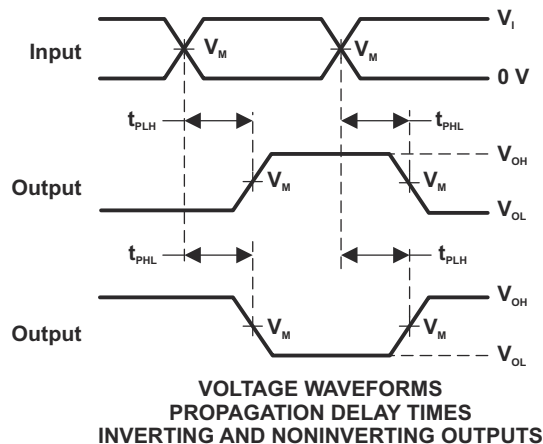 V_I
Input V_M V_M
0 V
t_PLH t_PHL
V_OH
Output V_M V_M
V_OL
t_PHL t_PLH
V_OH
Output V_M V_M
V_OL
VOLTAGE WAVEFORMS
PROPAGATION DELAY TIMES
INVERTING AND NONINVERTING OUTPUTS